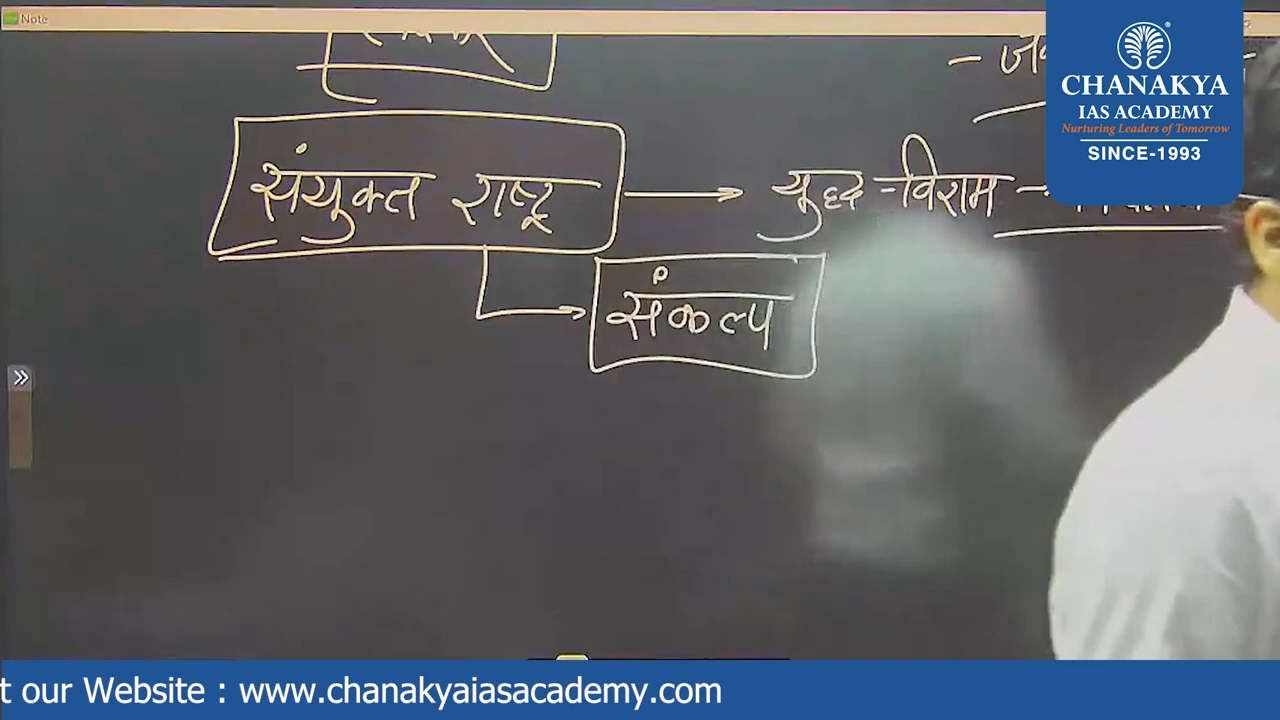 Note
CHANAKYA
IAS ACADEMY
Nurturing Leaders of Tomorrow
SINCE-1993
संयुक्त राष्ट्र → युद्ध-विराम -
संकल्प
t our Website : www.chanakyaiasacademy.com